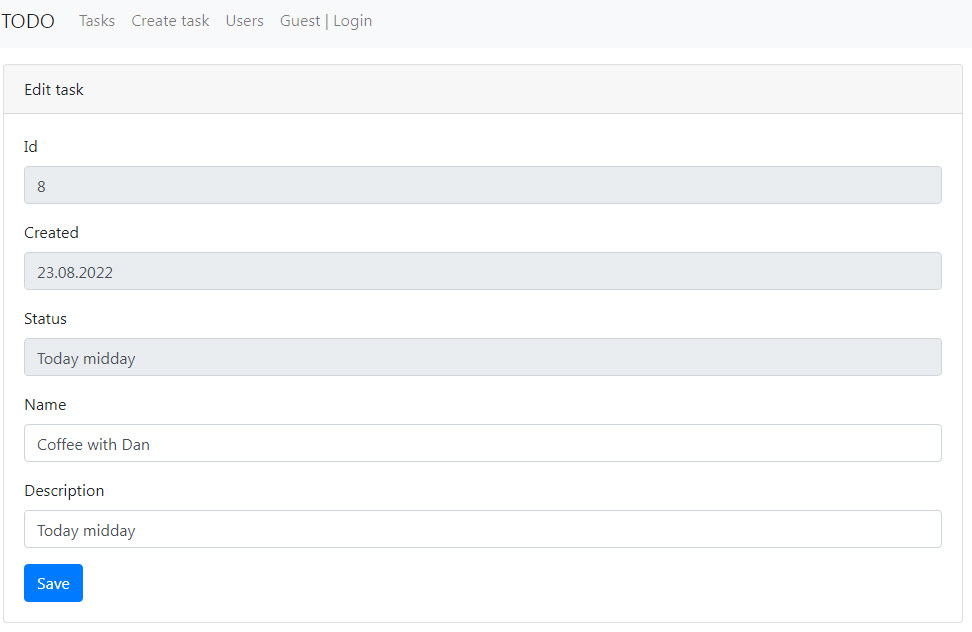 TODO Tasks Create task Users Guest | Login
Edit task
Id
8
Created
23.08.2022
Status
Today midday
Name
Coffee with Dan
Description
Today midday
Save